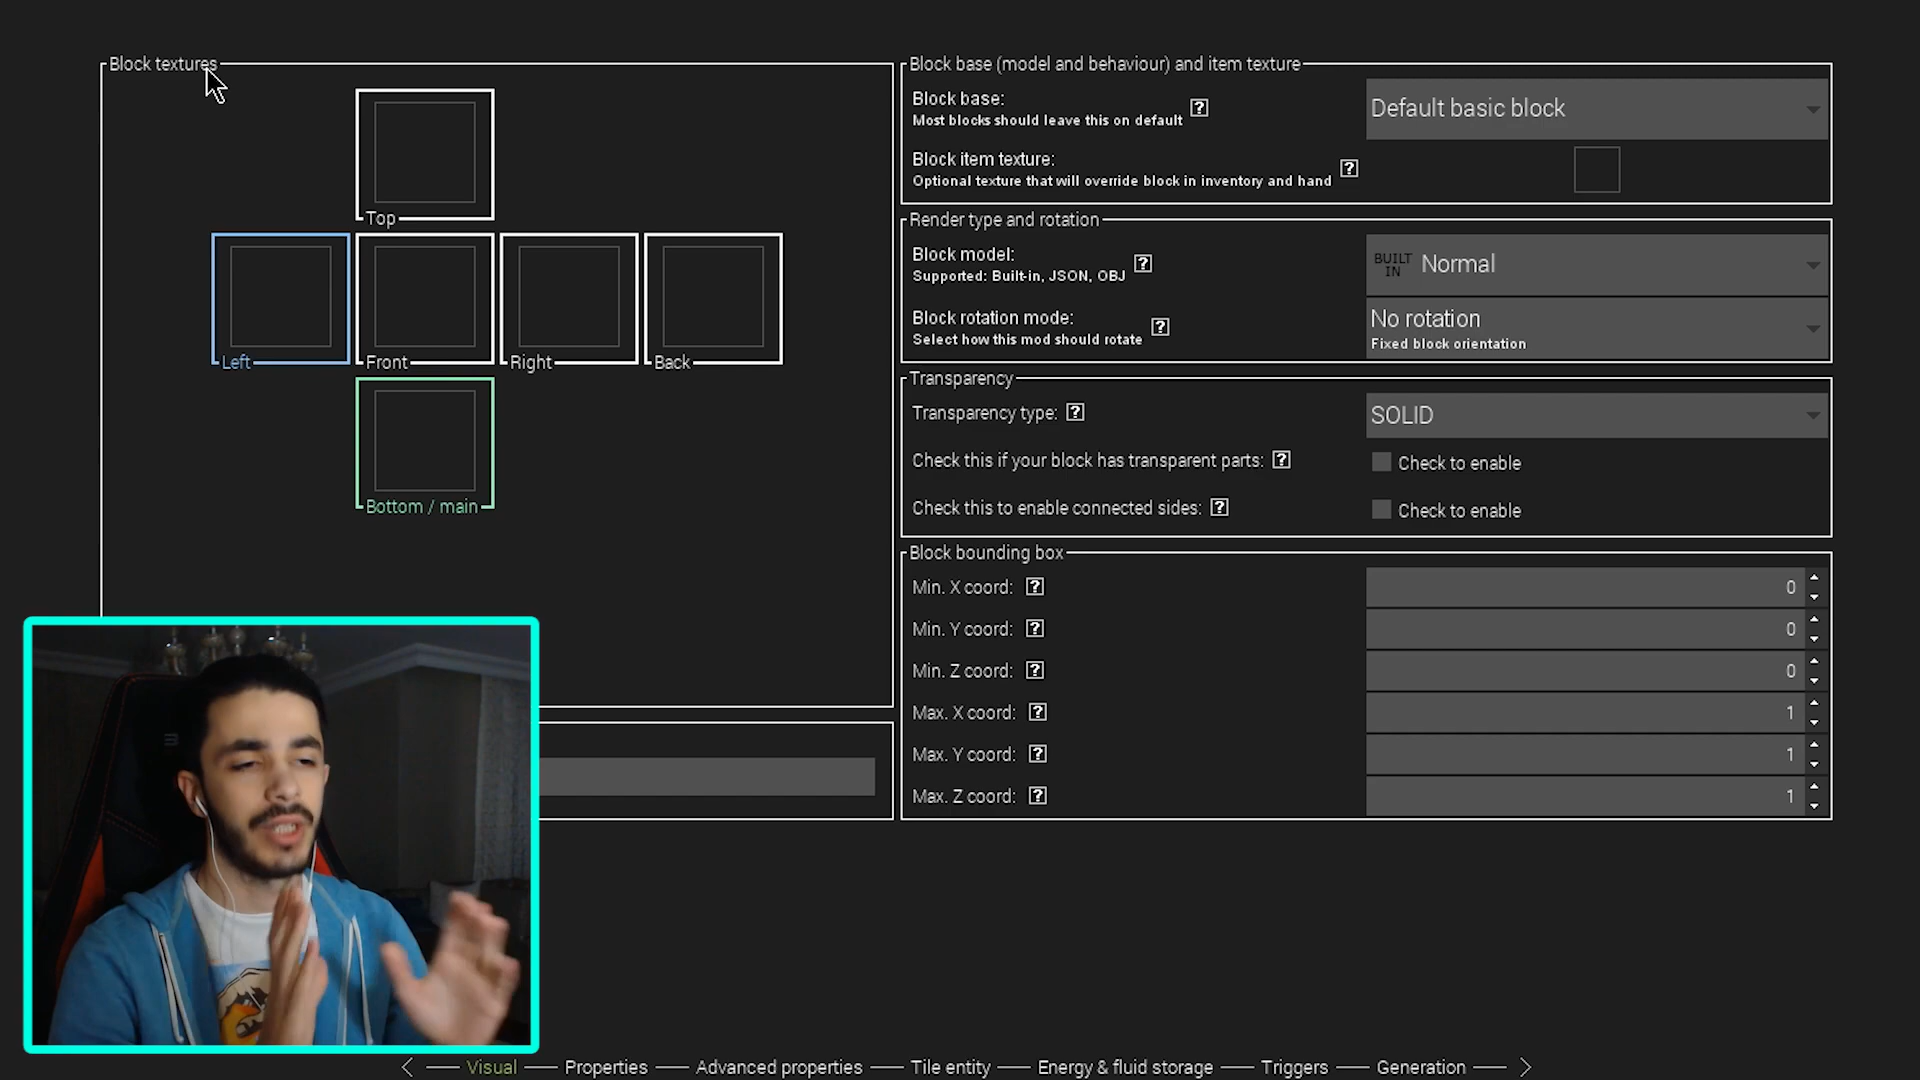 Block textures
Top
Left
Front
Right
Back
Bottom / main
Block base (model and behaviour) and item texture
Block base:
Most blocks should leave this on default
?
Default basic block
Block item texture:
Optional texture that will override block in inventory and hand
?
Render type and rotation
Block model:
Supported: Built-in, JSON, OBJ
?
BUILT
IN
Normal
Block rotation mode:
Select how this mod should rotate
?
No rotation
Fixed block orientation
Transparency
Transparency type: ?
SOLID
Check this if your block has transparent parts: ?
Check to enable
Check this to enable connected sides: ?
Check to enable
Block bounding box
Min. X coord: ? 0
Min. Y coord: ? 0
Min. Z coord: ? 0
Max. X coord: ? 1
Max. Y coord: ? 1
Max. Z coord: ? 1
Visual Properties Advanced properties Tile entity Energy & fluid storage Triggers Generation